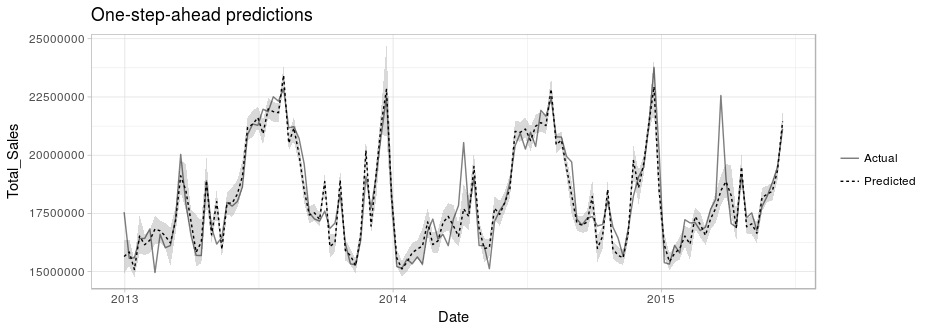 One-step-ahead predictions
Total_Sales
25000000
22500000
20000000
17500000
15000000
2013
2014
2015
Date
Actual
Predicted